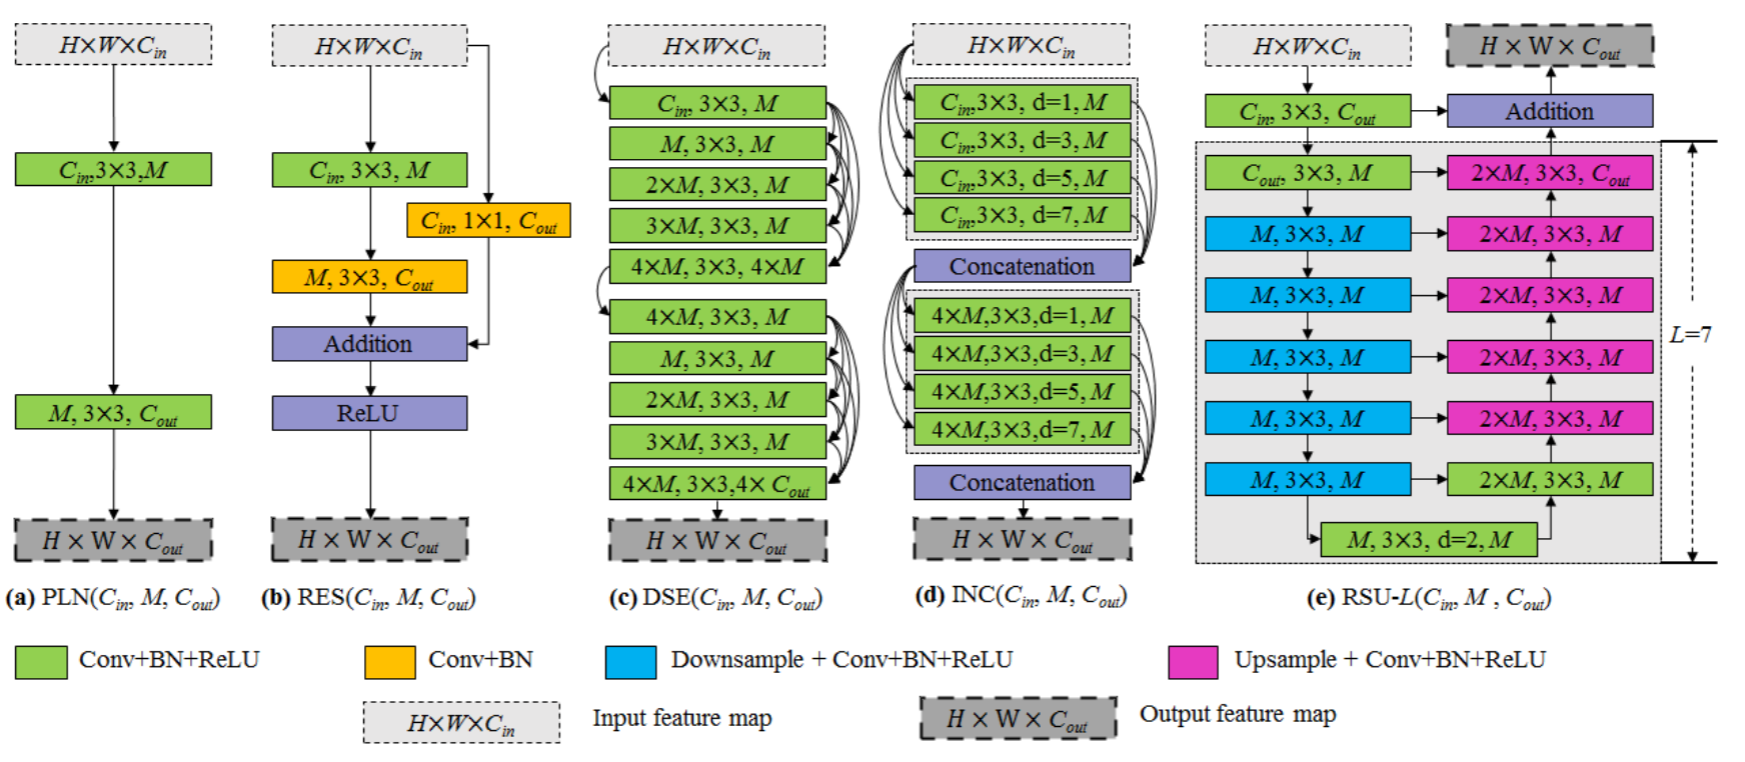 H×W×Cin
Cin,3×3,M
M, 3×3, Cout
H × W × Cout
(a) PLN(Cin, M, Cout)
H×W×Cin
Cin, 3×3, M
Cin, 1×1, Cout
M, 3×3, Cout
Addition
ReLU
H × W × Cout
(b) RES(Cin, M, Cout)
H×W×Cin
Cin, 3×3, M
M, 3×3, M
2×M, 3×3, M
3×M, 3×3, M
4×M, 3×3, 4×M
4×M, 3×3, M
M, 3×3, M
2×M, 3×3, M
3×M, 3×3, M
4×M, 3×3,4× Cout
H × W × Cout
(c) DSE(Cin, M, Cout)
H×W×Cin
Cin,3×3, d=1, M
Cin,3×3, d=3, M
Cin,3×3, d=5, M
Cin,3×3, d=7, M
Concatenation
4×M,3×3,d=1, M
4×M,3×3,d=3, M
4×M,3×3,d=5, M
4×M,3×3,d=7, M
Concatenation
H × W × Cout
(d) INC(Cin, M, Cout)
H×W×Cin
H × W × Cout
Cin, 3×3, Cout
Addition
Cout, 3×3, M
2×M, 3×3, Cout
M, 3×3, M
2×M, 3×3, M
M, 3×3, M
2×M, 3×3, M
M, 3×3, M
2×M, 3×3, M
L=7
M, 3×3, M
2×M, 3×3, M
M, 3×3, M
2×M, 3×3, M
M, 3×3, d=2, M
(e) RSU-L(Cin, M , Cout)
Conv+BN+ReLU
Conv+BN
Downsample + Conv+BN+ReLU
Upsample + Conv+BN+ReLU
H×W×Cin
Input feature map
H × W × Cout
Output feature map